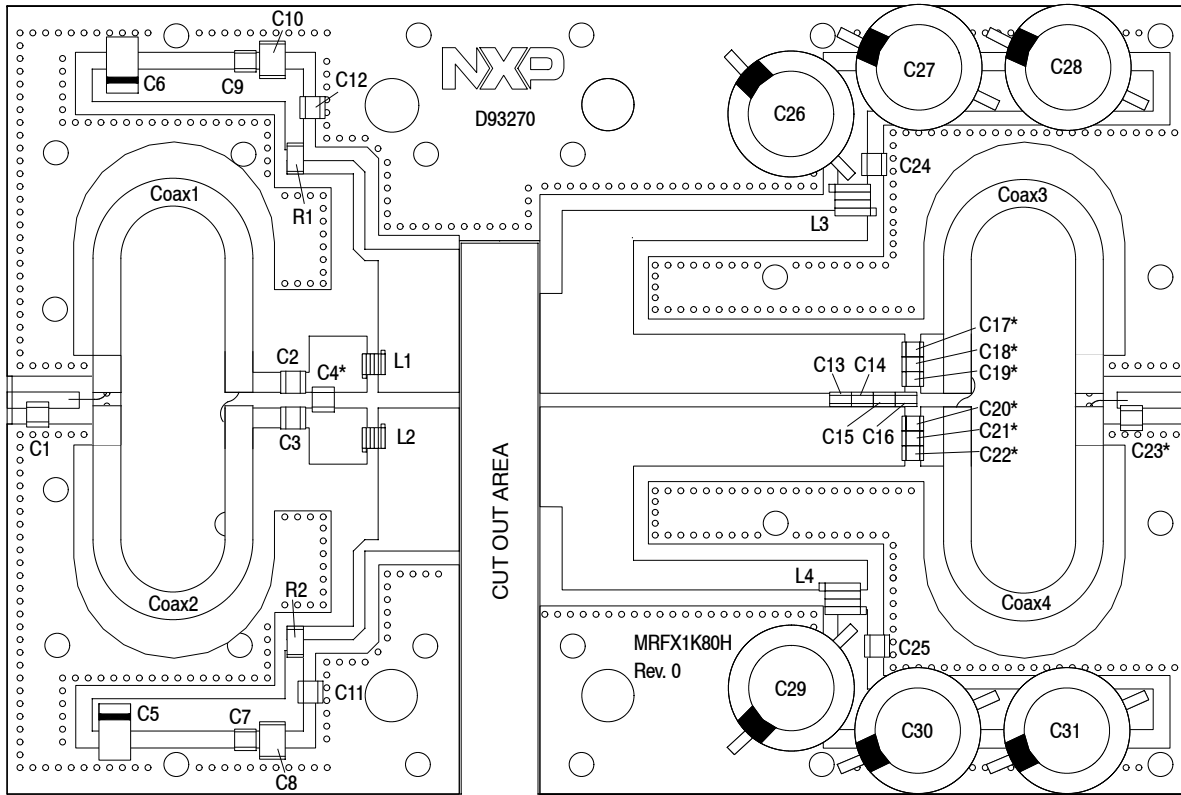 C10
C6
C9
C12
NXP
D93270
C26
C27
C28
C24
Coax1
R1
L3
Coax3
C17*
C18*
C19*
C2
C4*
L1
C13
C14
C1
C3
L2
C15
C16
C20*
C21*
C22*
C23*
CUT OUT AREA
Coax2
R2
L4
Coax4
MRFX1K80H
Rev. 0
C25
C5
C7
C11
C8
C29
C30
C31